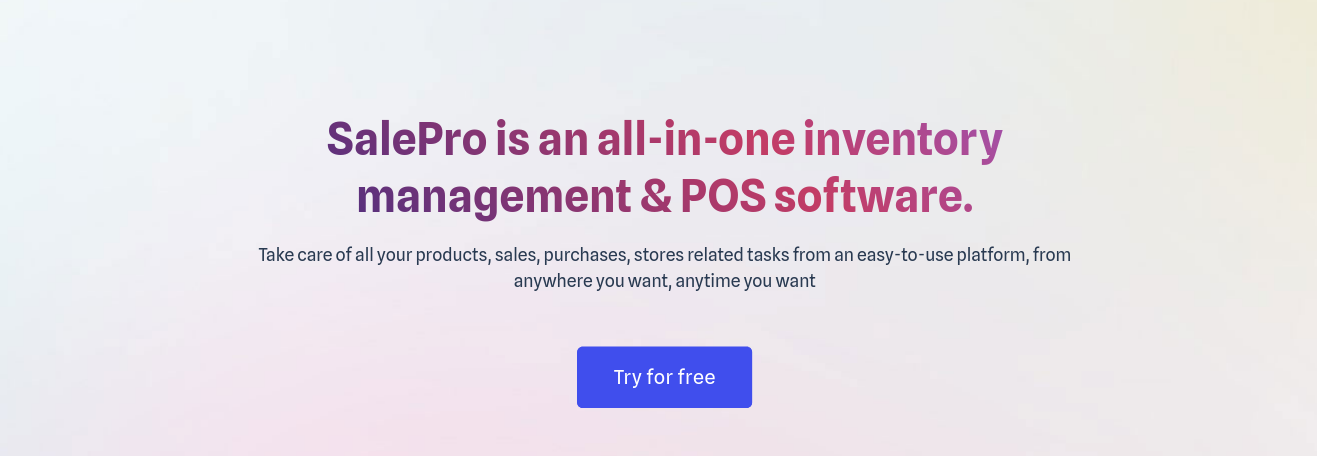 SalePro is an all-in-one inventory
management & POS software.
Take care of all your products, sales, purchases, stores related tasks from an easy-to-use platform, from
anywhere you want, anytime you want
Try for free